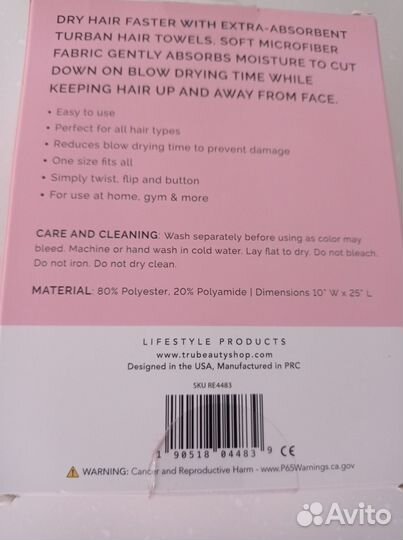 DRY HAIR FASTER WITH EXTRA-ABSORBENT
TURBAN HAIR TOWELS. SOFT MICROFIBER
FABRIC GENTLY ABSORBS MOISTURE TO CUT
DOWN ON BLOW DRYING TIME WHILE
KEEPING HAIR UP AND AWAY FROM FACE.
• Easy to use
• Perfect for all hair types
• Reduces blow drying time to prevent damage
• One size fits all
• Simply twist, flip and button
• For use at home, gym & more
CARE AND CLEANING: Wash separately before using as color may
bleed. Machine or hand wash in cold water. Lay flat to dry. Do not bleach.
Do not iron. Do not dry clean.
MATERIAL: 80% Polyester, 20% Polyamide | Dimensions 10" W x 25" L
LIFESTYLE PRODUCTS
www.trubeautyshop.com
Designed in the USA, Manufactured in PRC
SKU RE4483
1 90518 04483 9 CE
WARNING: Cancer and Reproductive Harm - www.P65Warnings.ca.gov
Avito